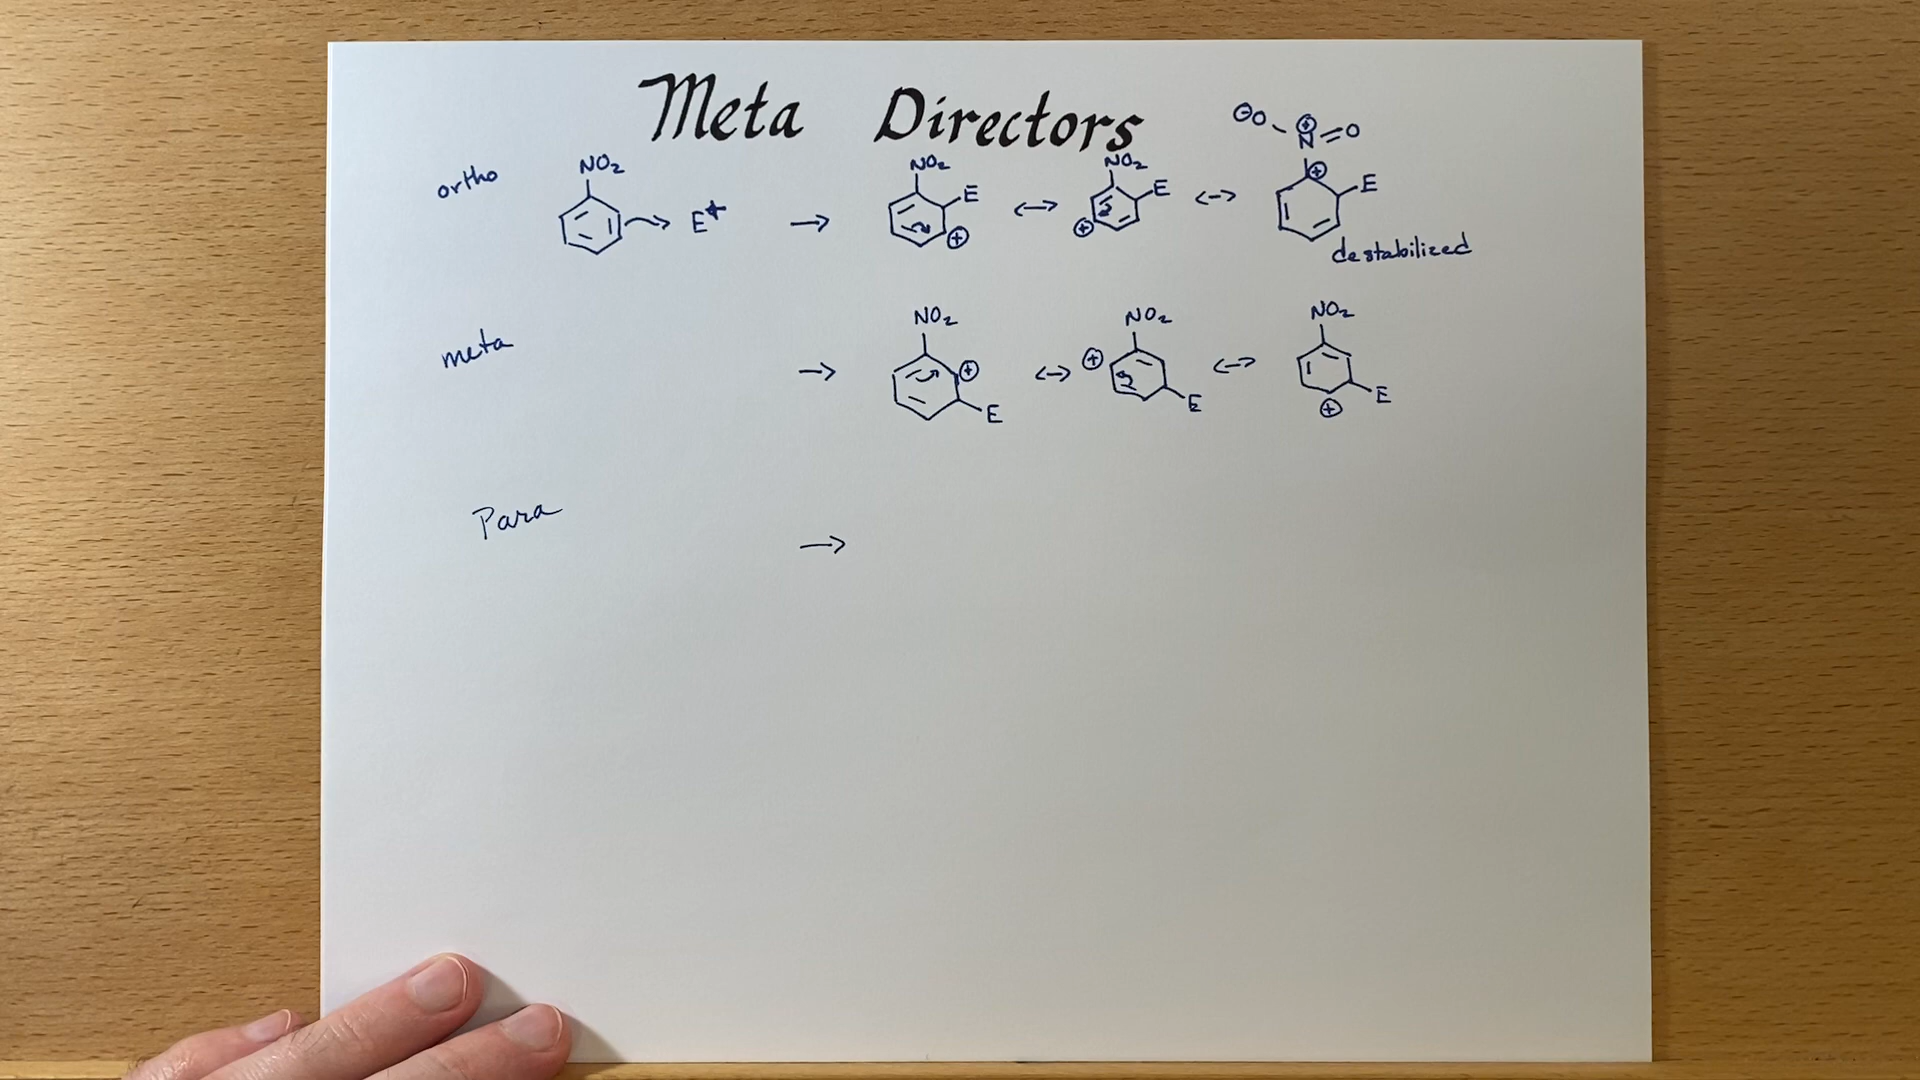 Meta Directors
ortho NO₂ E⁺ → NO₂ E ⊕ ↔ NO₂ E ⊕ ↔ ⊖O N ⊕ O ⊕ E
destabilized
meta → NO₂ ⊕ E ↔ NO₂ ⊕ E ↔ NO₂ E ⊕
Para →